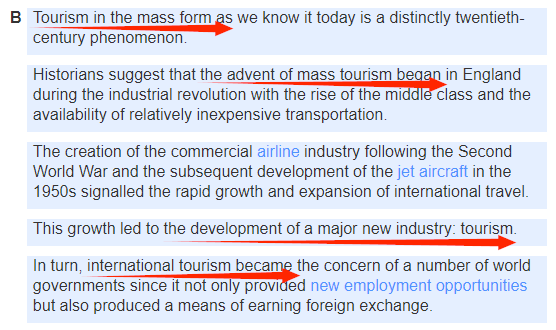 B Tourism in the mass form as we know it today is a distinctly twentieth-
century phenomenon.
Historians suggest that the advent of mass tourism began in England
during the industrial revolution with the rise of the middle class and the
availability of relatively inexpensive transportation.
The creation of the commercial airline industry following the Second
World War and the subsequent development of the jet aircraft in the
1950s signalled the rapid growth and expansion of international travel.
This growth led to the development of a major new industry: tourism.
In turn, international tourism became the concern of a number of world
governments since it not only provided new employment opportunities
but also produced a means of earning foreign exchange.